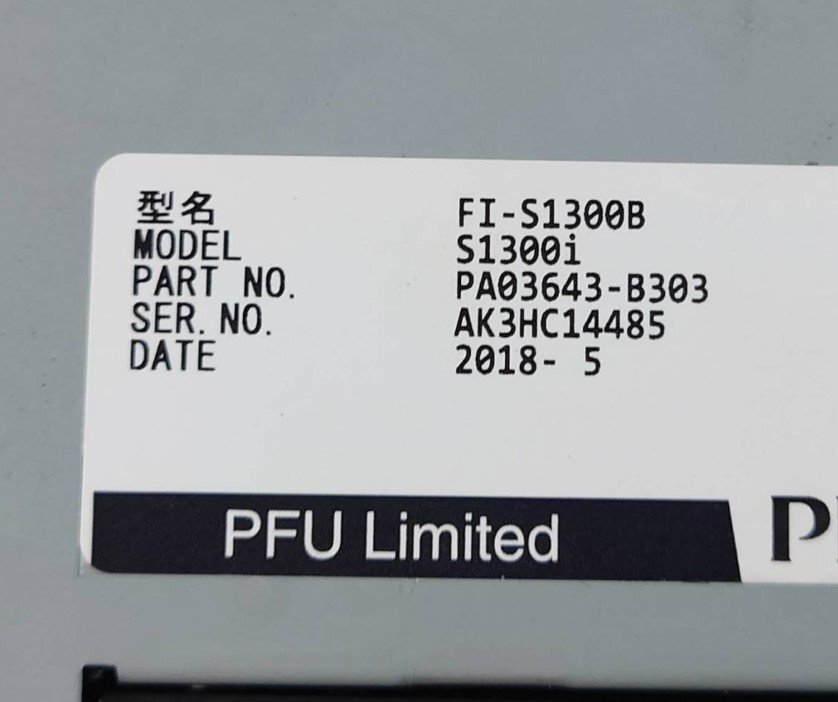 型名 FI-S1300B
MODEL S1300i
PART NO. PA03643-B303
SER. NO. AK3HC14485
DATE 2018- 5
PFU Limited